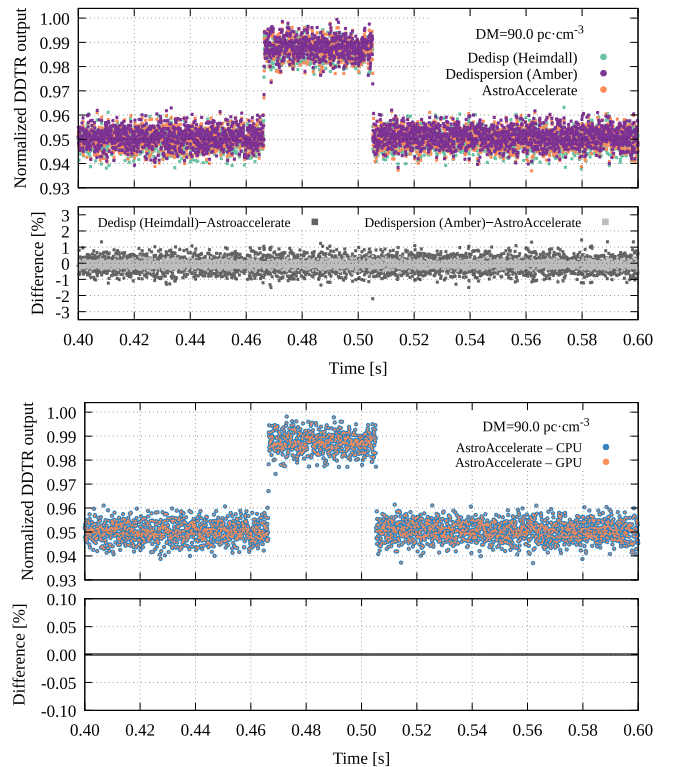 Normalized DDTR output
1.00
0.99
0.98
0.97
0.96
0.95
0.94
0.93
DM=90.0 pc·cm-3
Dedisp (Heimdall)
Dedispersion (Amber)
AstroAccelerate
Difference [%]
3
2
1
0
-1
-2
-3
Dedisp (Heimdall)−Astroaccelerate
Dedispersion (Amber)−AstroAccelerate
0.40 0.42 0.44 0.46 0.48 0.50 0.52 0.54 0.56 0.58 0.60
Time [s]
Normalized DDTR output
1.00
0.99
0.98
0.97
0.96
0.95
0.94
0.93
DM=90.0 pc·cm-3
AstroAccelerate – CPU
AstroAccelerate – GPU
Difference [%]
0.10
0.05
0.00
-0.05
-0.10
0.40 0.42 0.44 0.46 0.48 0.50 0.52 0.54 0.56 0.58 0.60
Time [s]